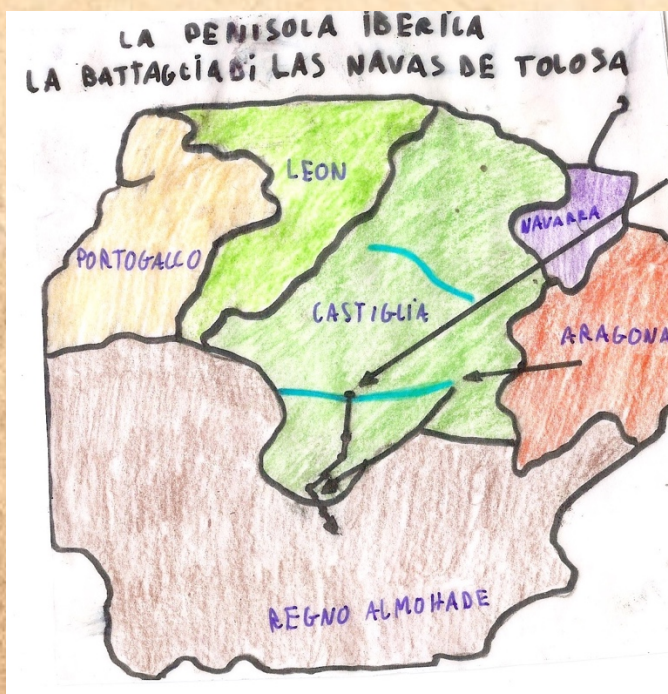 LA PENISOLA IBERICA
LA BATTAGLIA DI LAS NAVAS DE TOLOSA
LEON
NAVARRA
PORTOGALLO
CASTIGLIA
ARAGONA
REGNO ALMOHADE